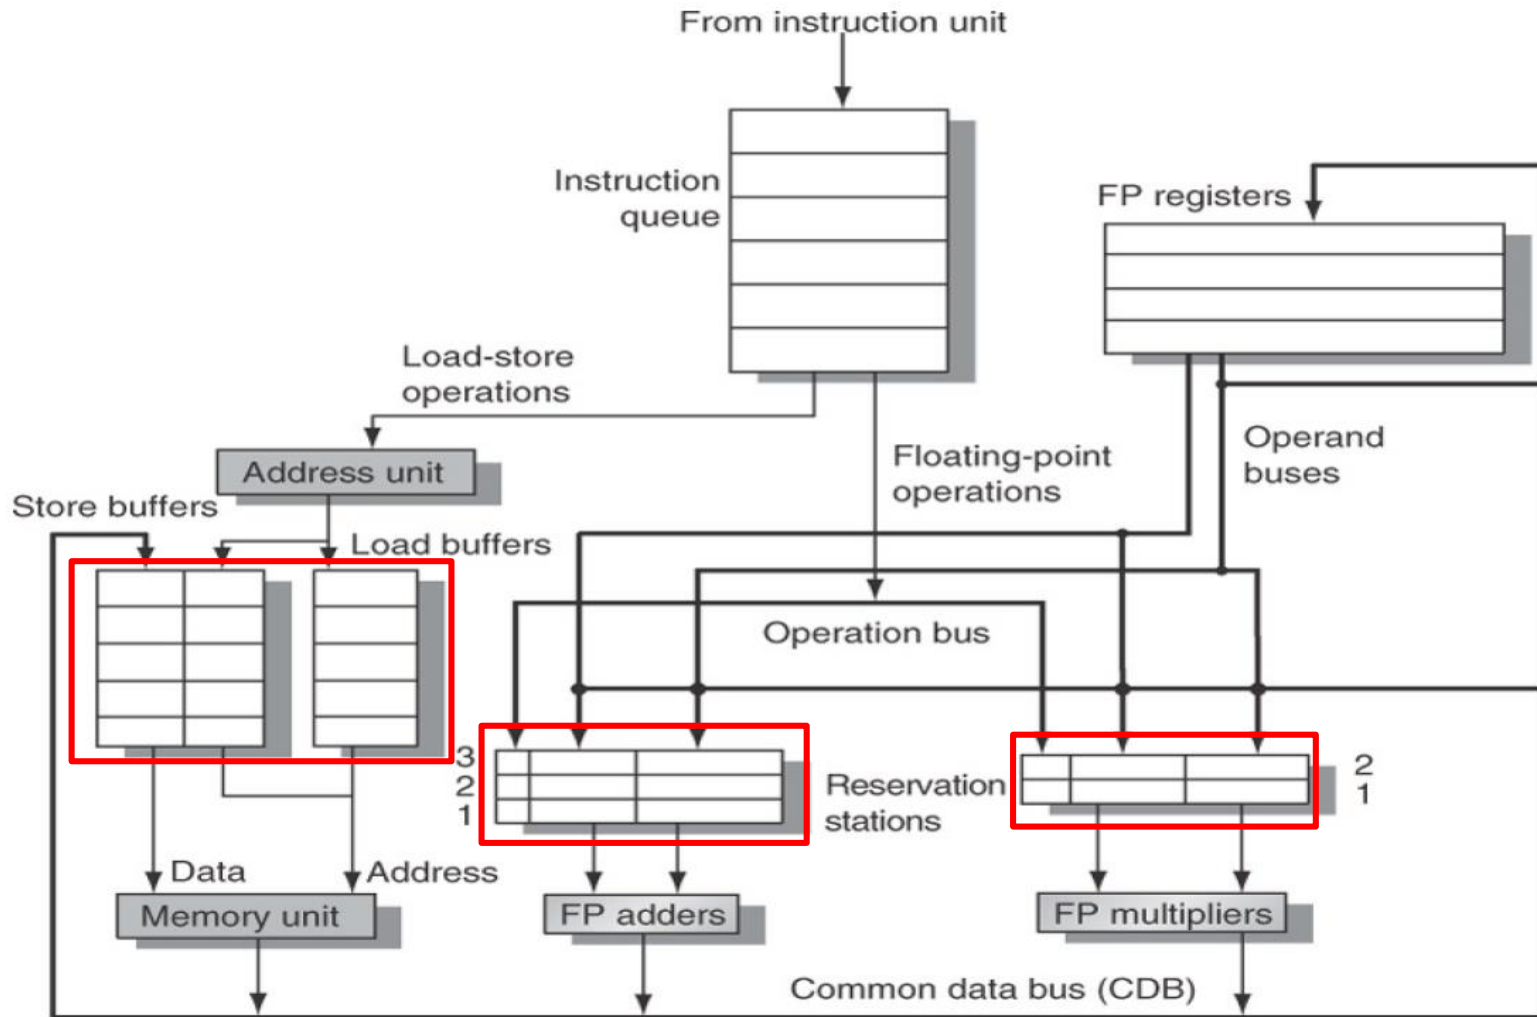 From instruction unit
Instruction
queue
FP registers
Load-store
operations
Address unit
Floating-point
operations
Operand
buses
Store buffers
Load buffers
Operation bus
3
2
1
Reservation
stations
2
1
Data
Address
Memory unit
FP adders
FP multipliers
Common data bus (CDB)